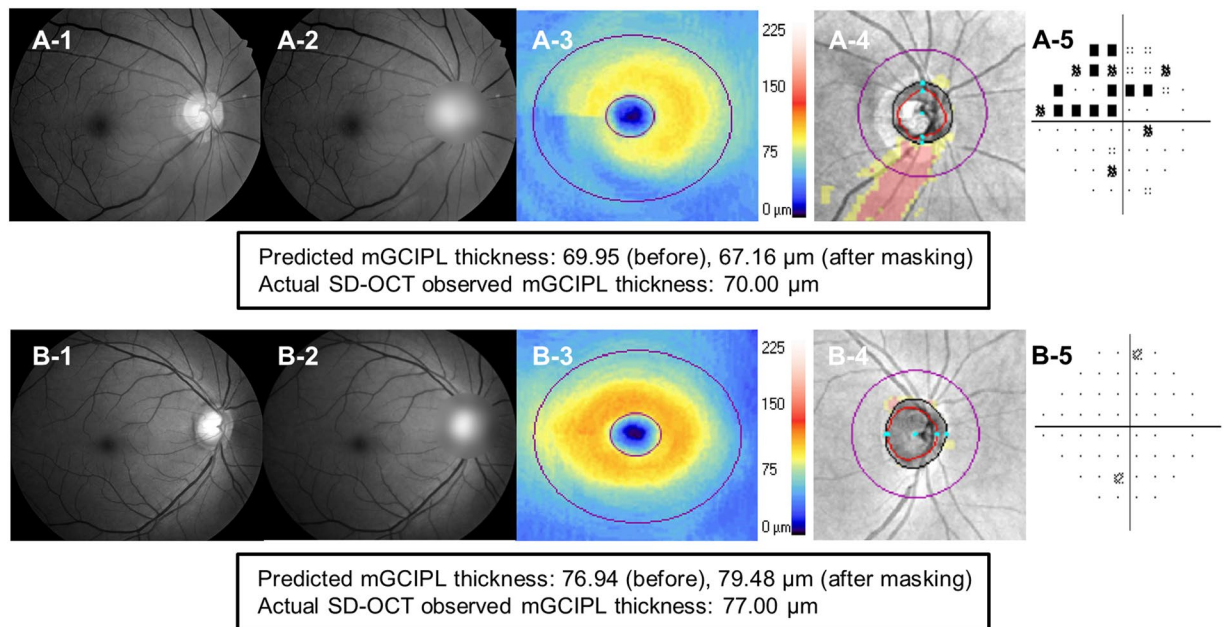 A-1 A-2 A-3 225 150 75 0 µm A-4 A-5
Predicted mGCIPL thickness: 69.95 (before), 67.16 µm (after masking)
Actual SD-OCT observed mGCIPL thickness: 70.00 µm
B-1 B-2 B-3 225 150 75 0 µm B-4 B-5
Predicted mGCIPL thickness: 76.94 (before), 79.48 µm (after masking)
Actual SD-OCT observed mGCIPL thickness: 77.00 µm